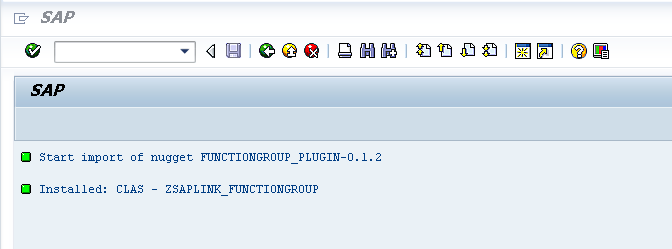 SAP
SAP
Start import of nugget FUNCTIONGROUP_PLUGIN-0.1.2
Installed: CLAS - ZSAPLINK_FUNCTIONGROUP